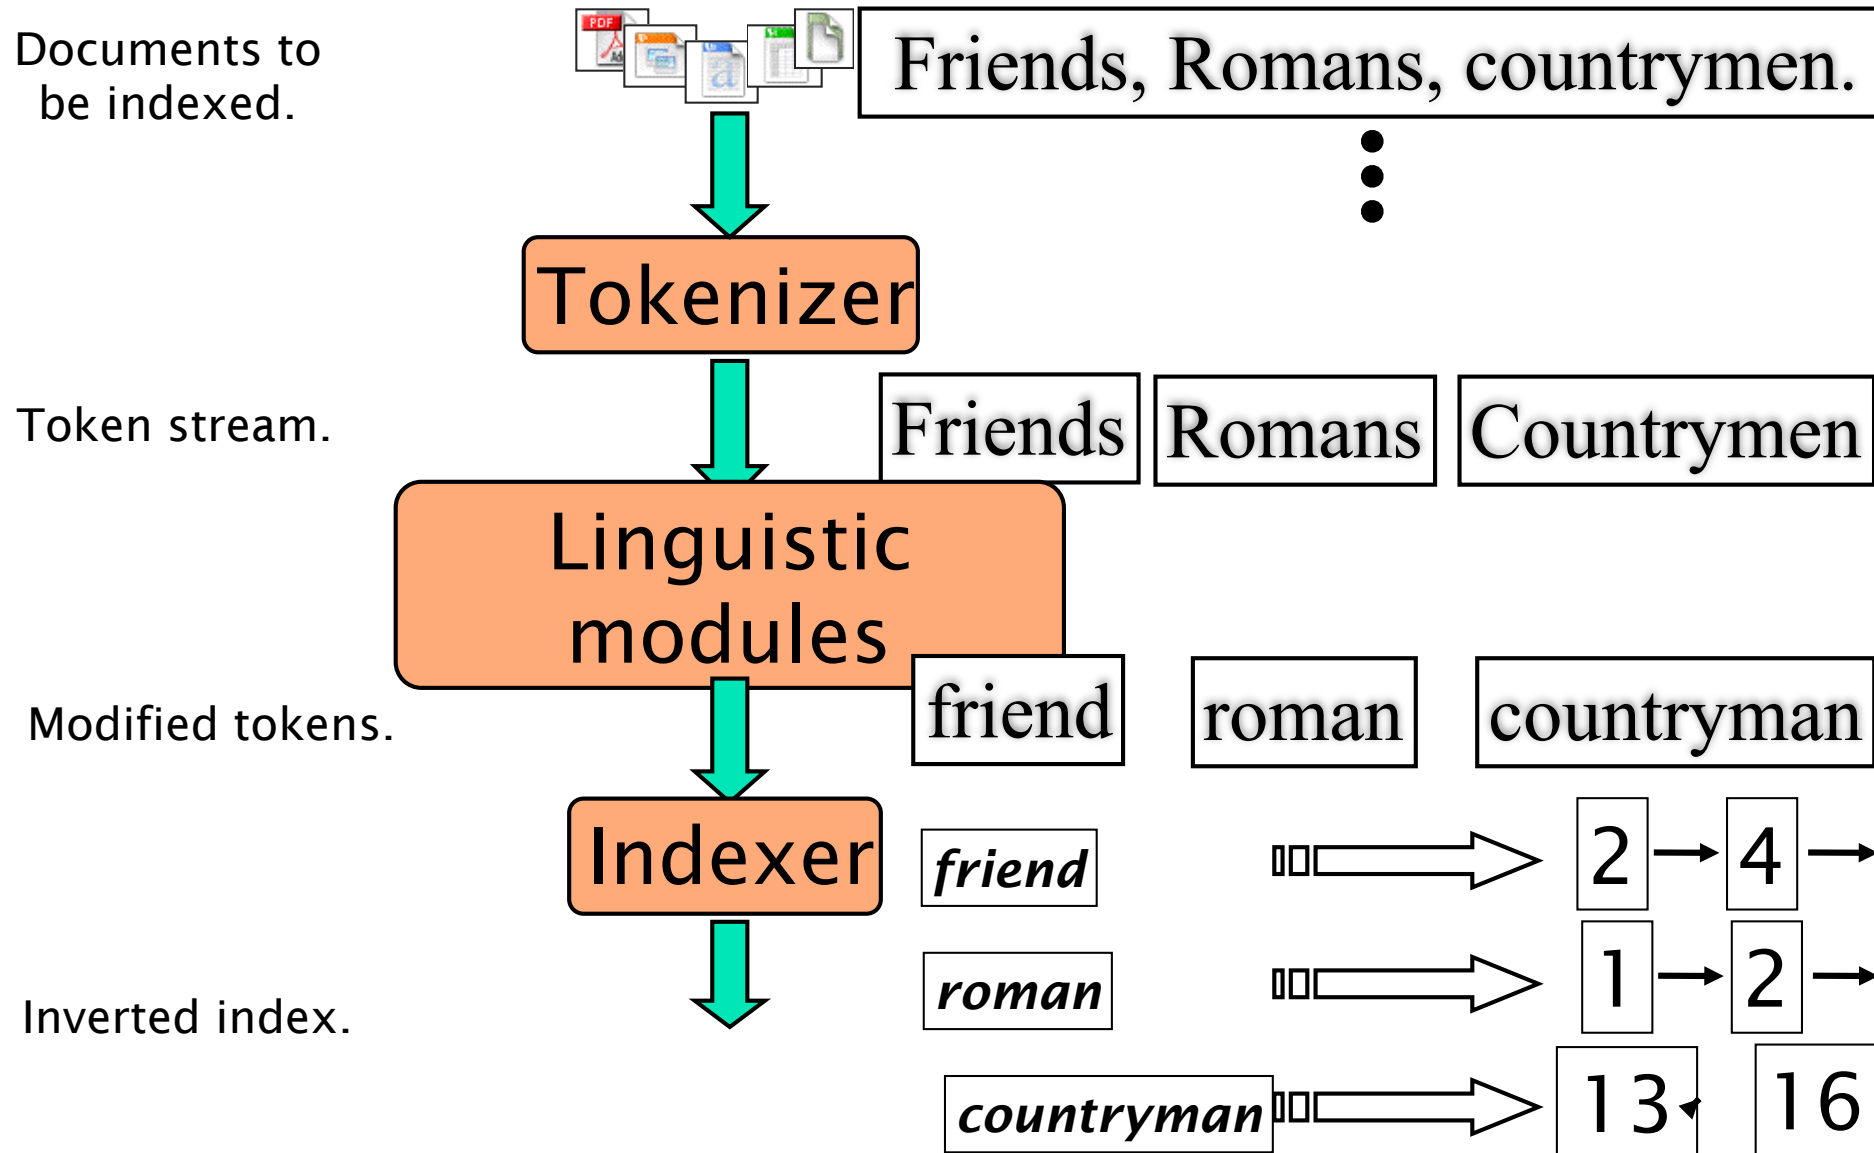 Documents to
be indexed.
PDF
Friends, Romans, countrymen.
Tokenizer
Token stream.
Friends Romans Countrymen
Linguistic
modules
Modified tokens.
friend roman countryman
Indexer
friend 2 4
roman 1 2
Inverted index.
countryman 13 16